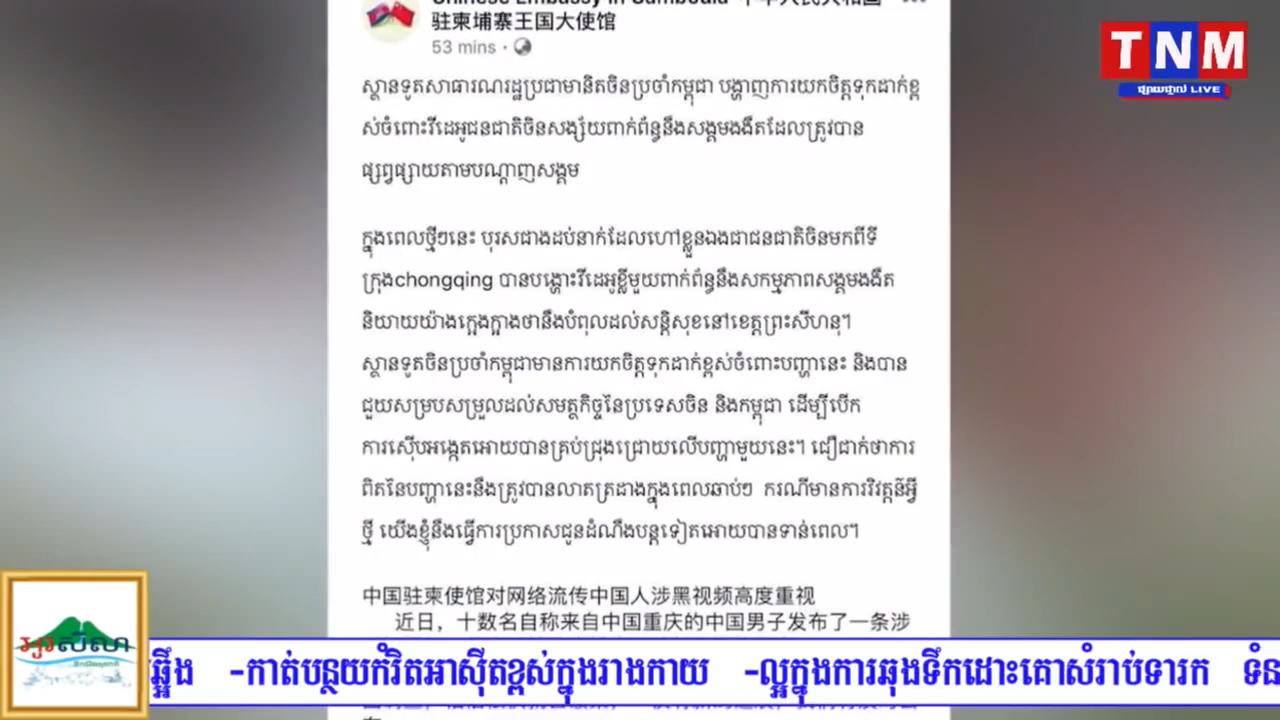 驻柬埔寨王国大使馆
53 mins ·
TNM
ផ្សាយផ្ទាល់ LIVE
ស្ថានទូតសាធារណរដ្ឋប្រជាមានិតចិនប្រចាំកម្ពុជា បង្ហាញការយកចិត្តទុកដាក់ខ្ព
ស់ចំពោះវីដេអូជនជាតិចិនសង្ស័យពាក់ព័ន្ធនឹងសង្គមងងឹតដែលត្រូវបាន
ផ្សព្វផ្សាយតាមបណ្តាញសង្គម
ក្នុងពេលថ្មីៗនេះ បុរសជាងដប់នាក់ដែលហៅខ្លួនឯងជាជនជាតិចិនមកពីទី
ក្រុងchongqing បានបង្ហោះវីដេអូខ្លីមួយពាក់ព័ន្ធនឹងសកម្មភាពសង្គមងងឹត
និយាយយ៉ាងក្អេងក្អាងថានឹងបំពុលដល់សន្តិសុខនៅខេត្តព្រះសីហនុ។
ស្ថានទូតចិនប្រចាំកម្ពុជាមានការយកចិត្តទុកដាក់ខ្ពស់ចំពោះបញ្ហានេះ និងបាន
ជួយសម្របសម្រួលដល់សមត្ថកិច្ចនៃប្រទេសចិន និងកម្ពុជា ដើម្បីបើក
ការស៊ើបអង្កេតអោយបានគ្រប់ជ្រុងជ្រោយលើបញ្ហាមួយនេះ។ ជឿជាក់ថាការ
ពិតនៃបញ្ហានេះនឹងត្រូវបានលាតត្រដាងក្នុងពេលឆាប់ៗ ករណីមានការវិវត្តន៍អ្វី
ថ្មី យើងខ្ញុំនឹងធ្វើការប្រកាសជូនដំណឹងបន្តទៀតអោយបានទាន់ពេល។
中国驻柬使馆对网络流传中国人涉黑视频高度重视
近日，十数名自称来自中国重庆的中国男子发布了一条涉
អូរសីលា
ឆ្អឹង -កាត់បន្ថយកំរិតអាស៊ីតខ្ពស់ក្នុងរាងកាយ -ល្អក្នុងការឆុងទឹកដោះគោសំរាប់ទារក ទំន